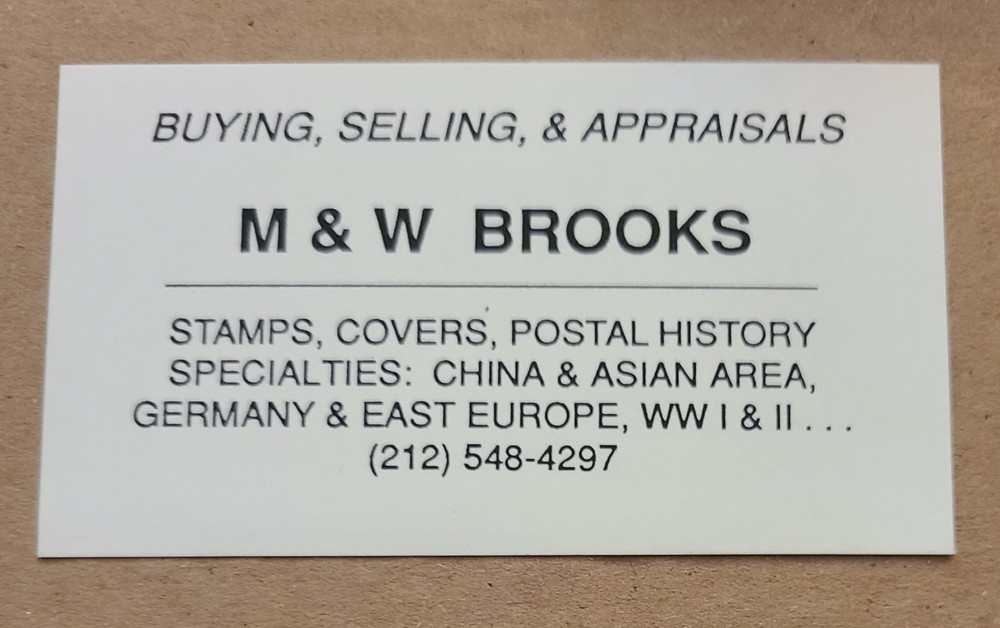 BUYING, SELLING, & APPRAISALS
M & W BROOKS
STAMPS, COVERS, POSTAL HISTORY
SPECIALTIES: CHINA & ASIAN AREA,
GERMANY & EAST EUROPE, WW I & II . . .
(212) 548-4297